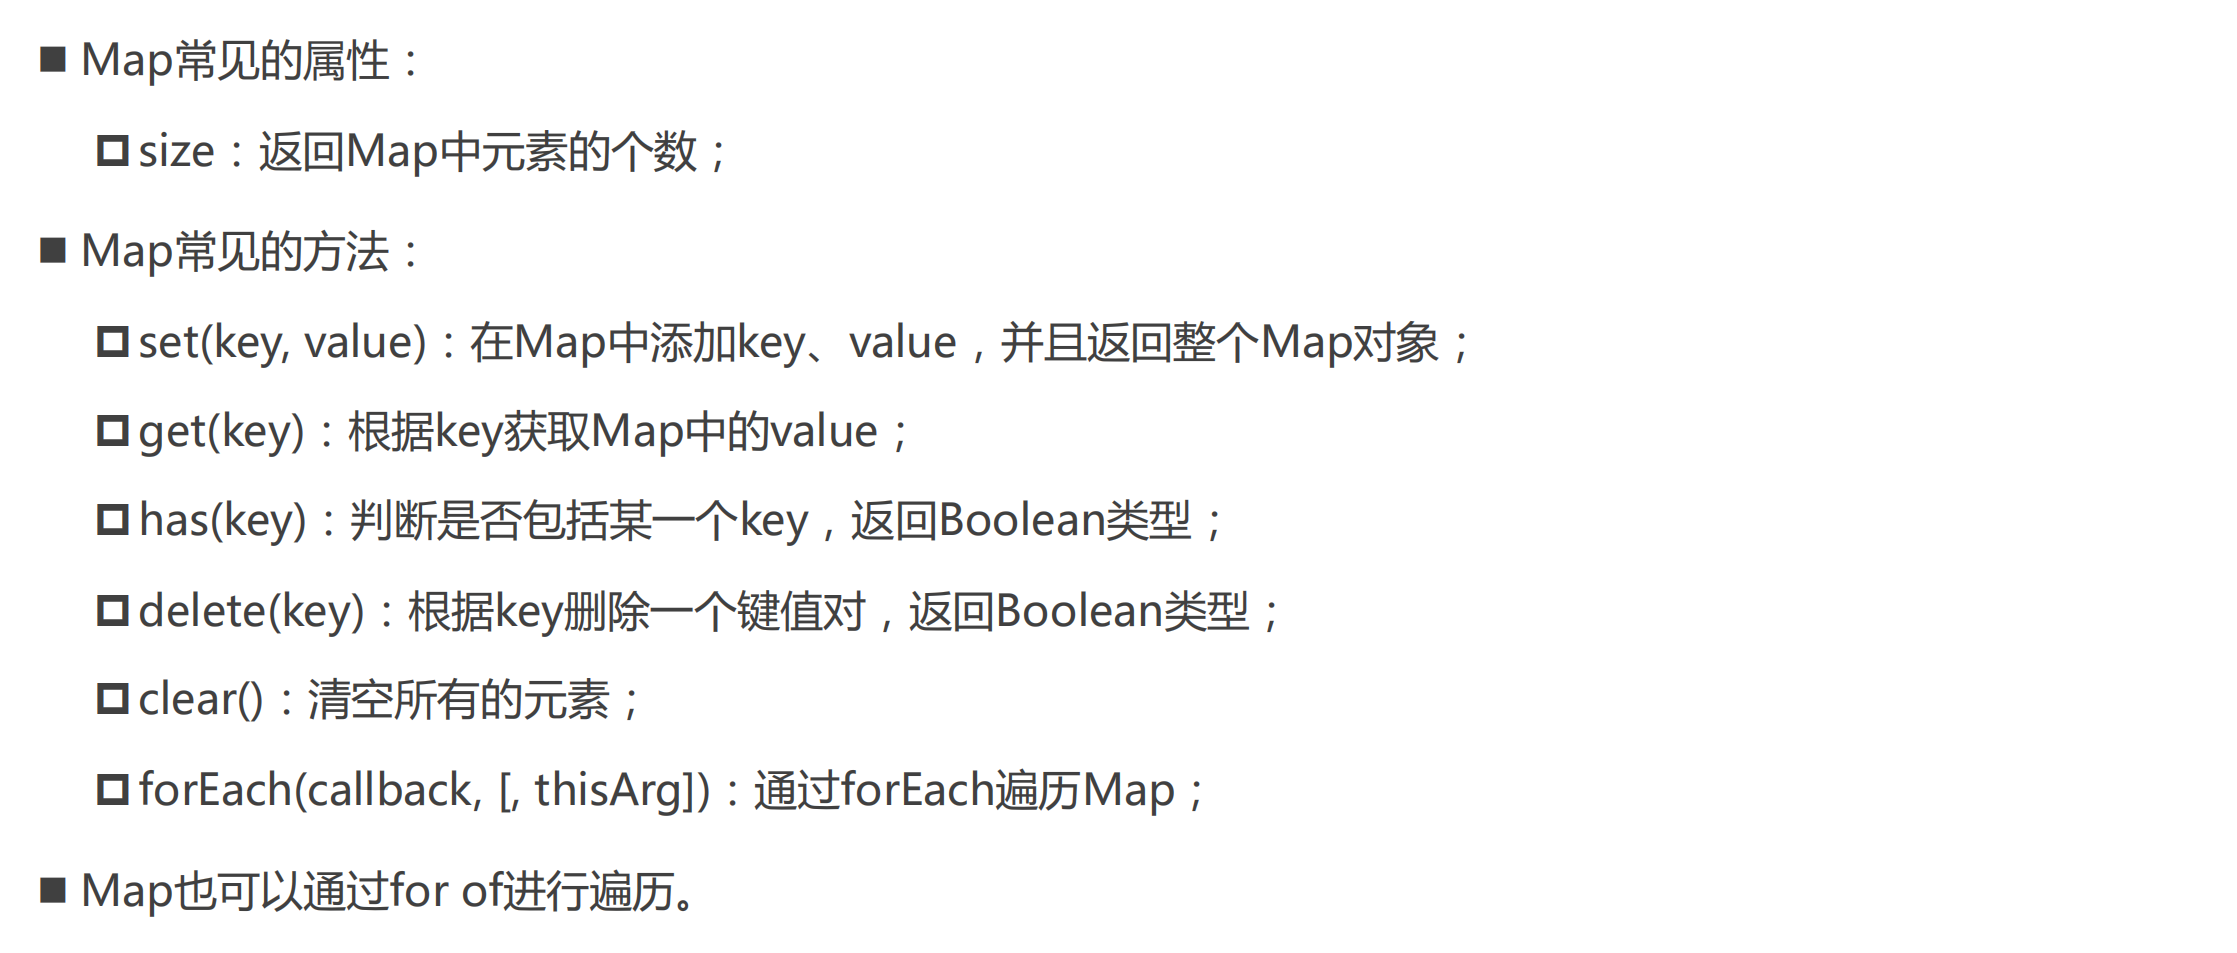 ■ Map常见的属性：
size：返回Map中元素的个数；
■ Map常见的方法：
set(key, value)：在Map中添加key、value，并且返回整个Map对象；
get(key)：根据key获取Map中的value；
has(key)：判断是否包括某一个key，返回Boolean类型；
delete(key)：根据key删除一个键值对，返回Boolean类型；
clear()：清空所有的元素；
forEach(callback, [, thisArg])：通过forEach遍历Map；
■ Map也可以通过for of进行遍历。